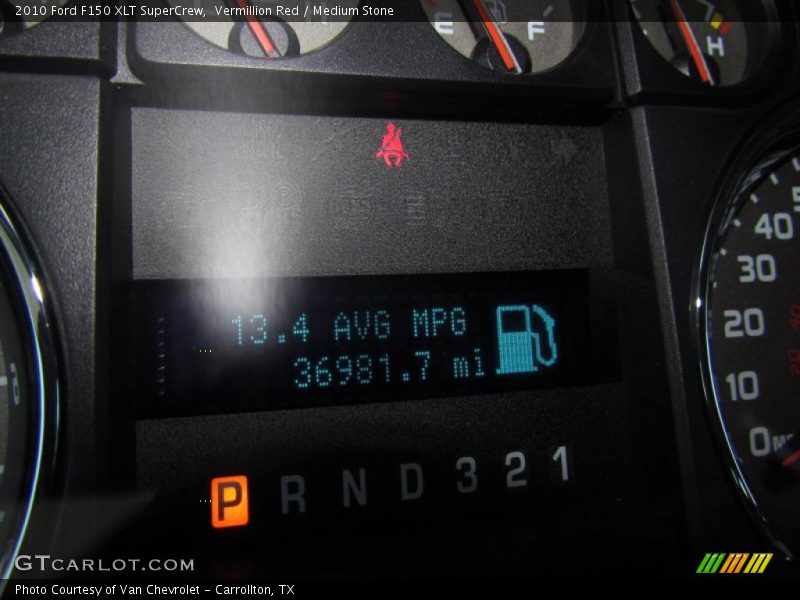 2010 Ford F150 XLT SuperCrew, Vermillion Red / Medium Stone
E F
H
13.4 AVG MPG
36981.7 mi
P R N D 3 2 1
40
30
20
10
0
GTCARLOT.COM
Photo Courtesy of Van Chevrolet - Carrollton, TX